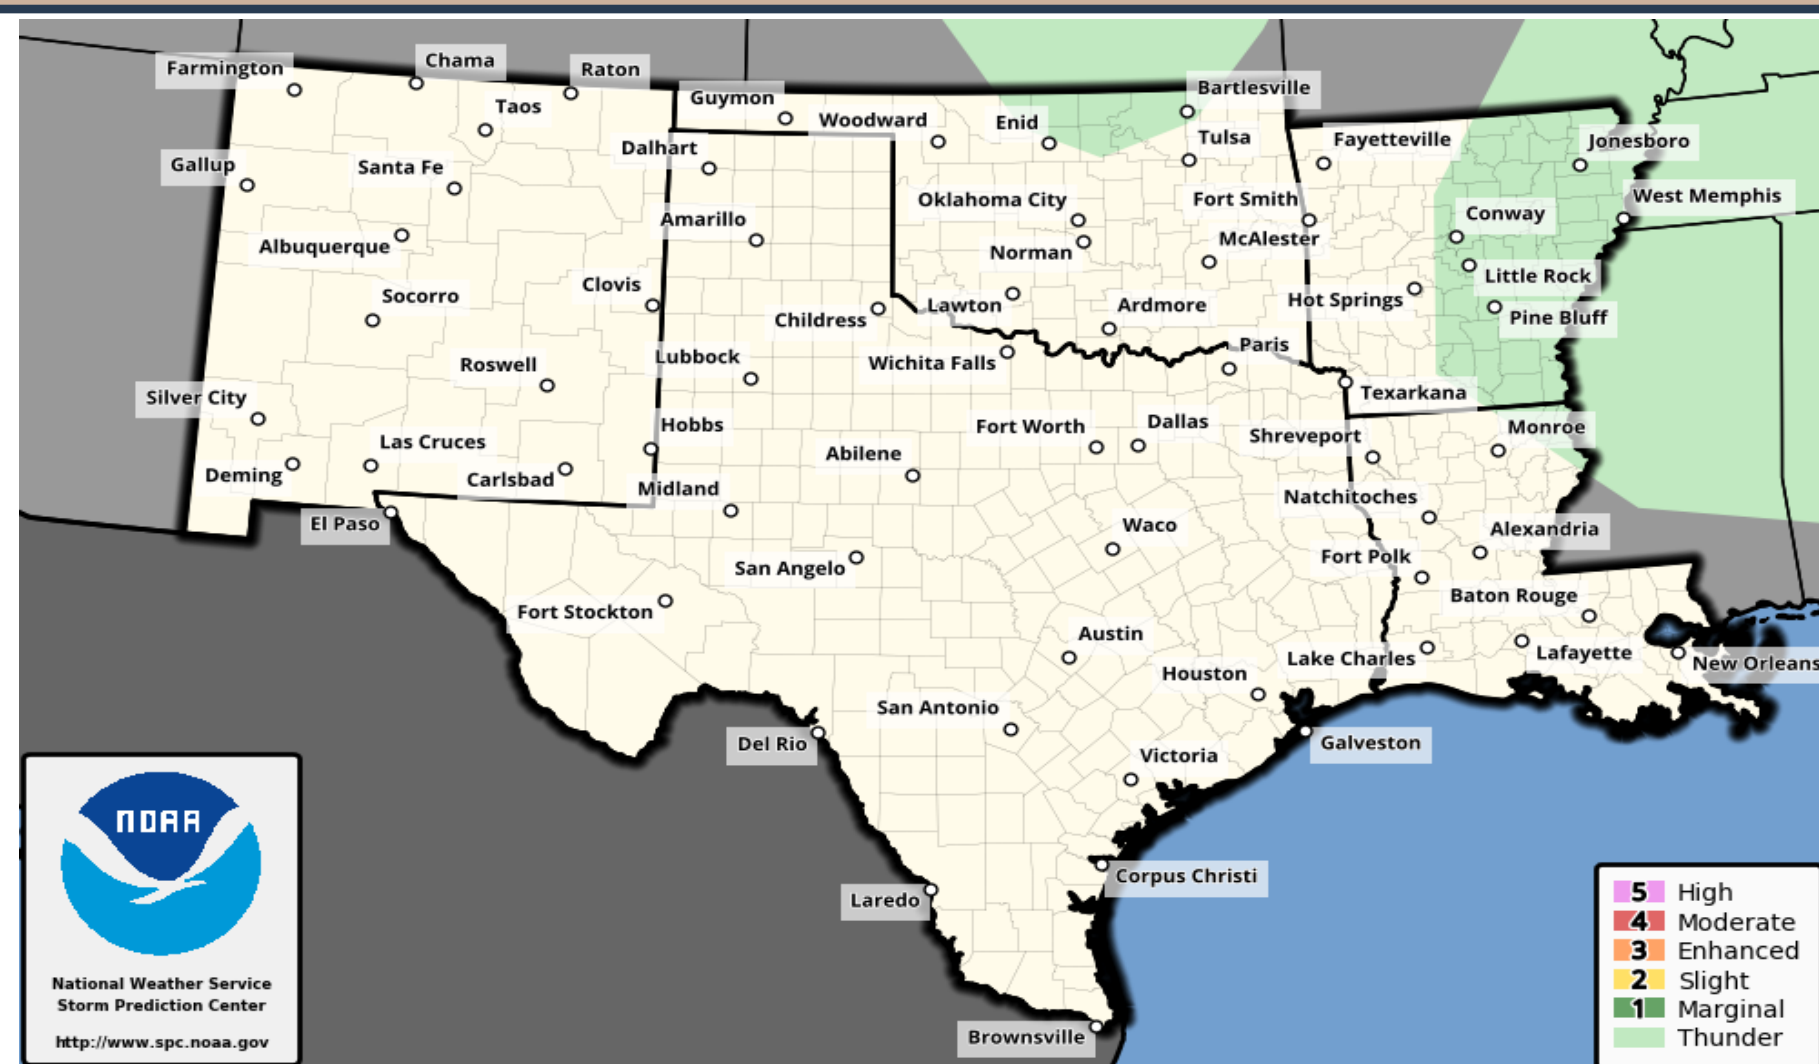 Farmington
Chama
Raton
Taos
Guymon
Woodward
Enid
Bartlesville
Tulsa
Fayetteville
Jonesboro
Gallup
Santa Fe
Dalhart
Oklahoma City
Fort Smith
Conway
West Memphis
Albuquerque
Amarillo
Norman
McAlester
Little Rock
Socorro
Clovis
Childress
Lawton
Ardmore
Hot Springs
Pine Bluff
Roswell
Lubbock
Wichita Falls
Paris
Texarkana
Silver City
Las Cruces
Hobbs
Fort Worth
Dallas
Shreveport
Monroe
Deming
Carlsbad
Midland
Abilene
Natchitoches
El Paso
Waco
Alexandria
San Angelo
Fort Polk
Fort Stockton
Baton Rouge
Austin
Lake Charles
Lafayette
New Orleans
Houston
San Antonio
Del Rio
Galveston
Victoria
Corpus Christi
Laredo
Brownsville
NOAA
National Weather Service
Storm Prediction Center
http://www.spc.noaa.gov
5 High
4 Moderate
3 Enhanced
2 Slight
1 Marginal
Thunder